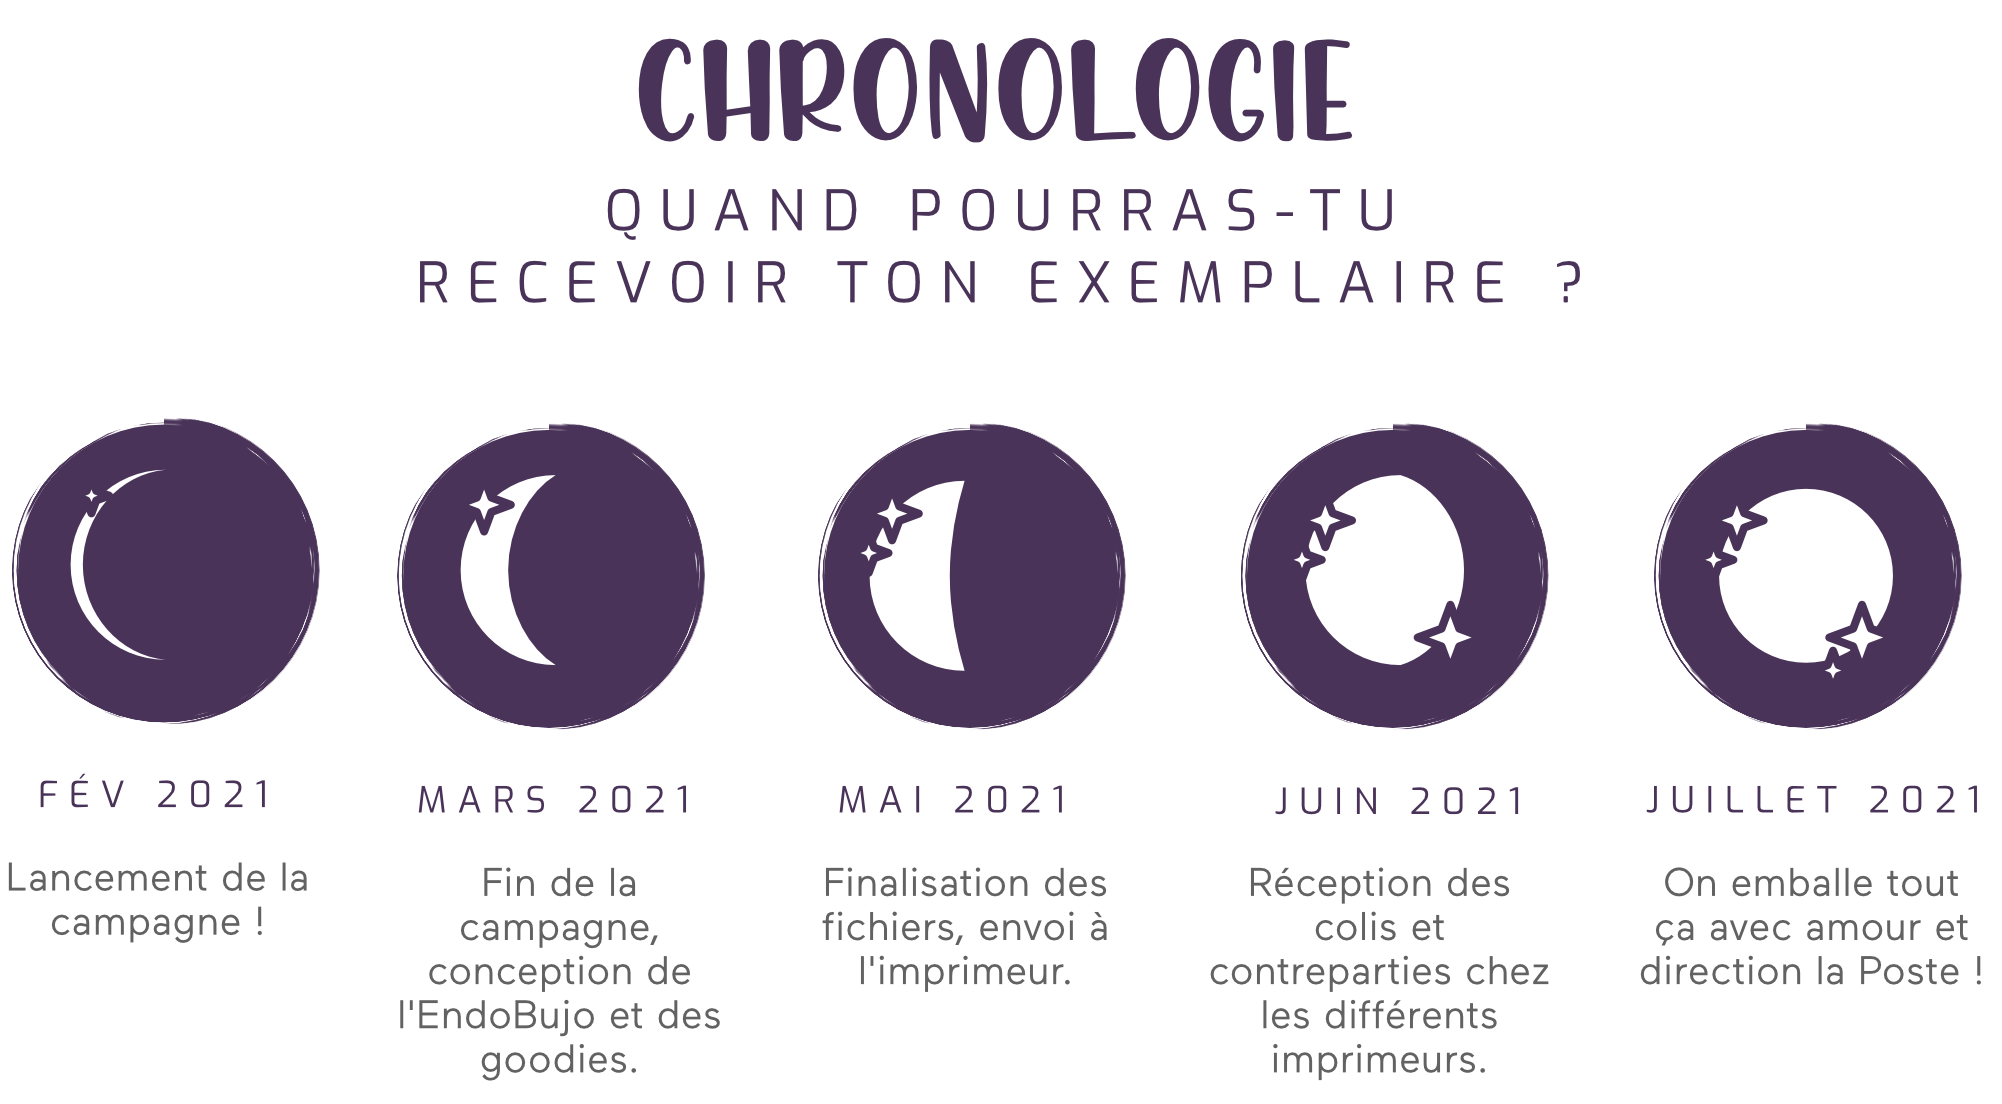 CHRONOLOGIE
QUAND POURRAS-TU
RECEVOIR TON EXEMPLAIRE ?
FÉV 2021
Lancement de la
campagne !
MARS 2021
Fin de la
campagne,
conception de
l'EndoBujo et des
goodies.
MAI 2021
Finalisation des
fichiers, envoi à
l'imprimeur.
JUIN 2021
Réception des
colis et
contreparties chez
les différents
imprimeurs.
JUILLET 2021
On emballe tout
ça avec amour et
direction la Poste !